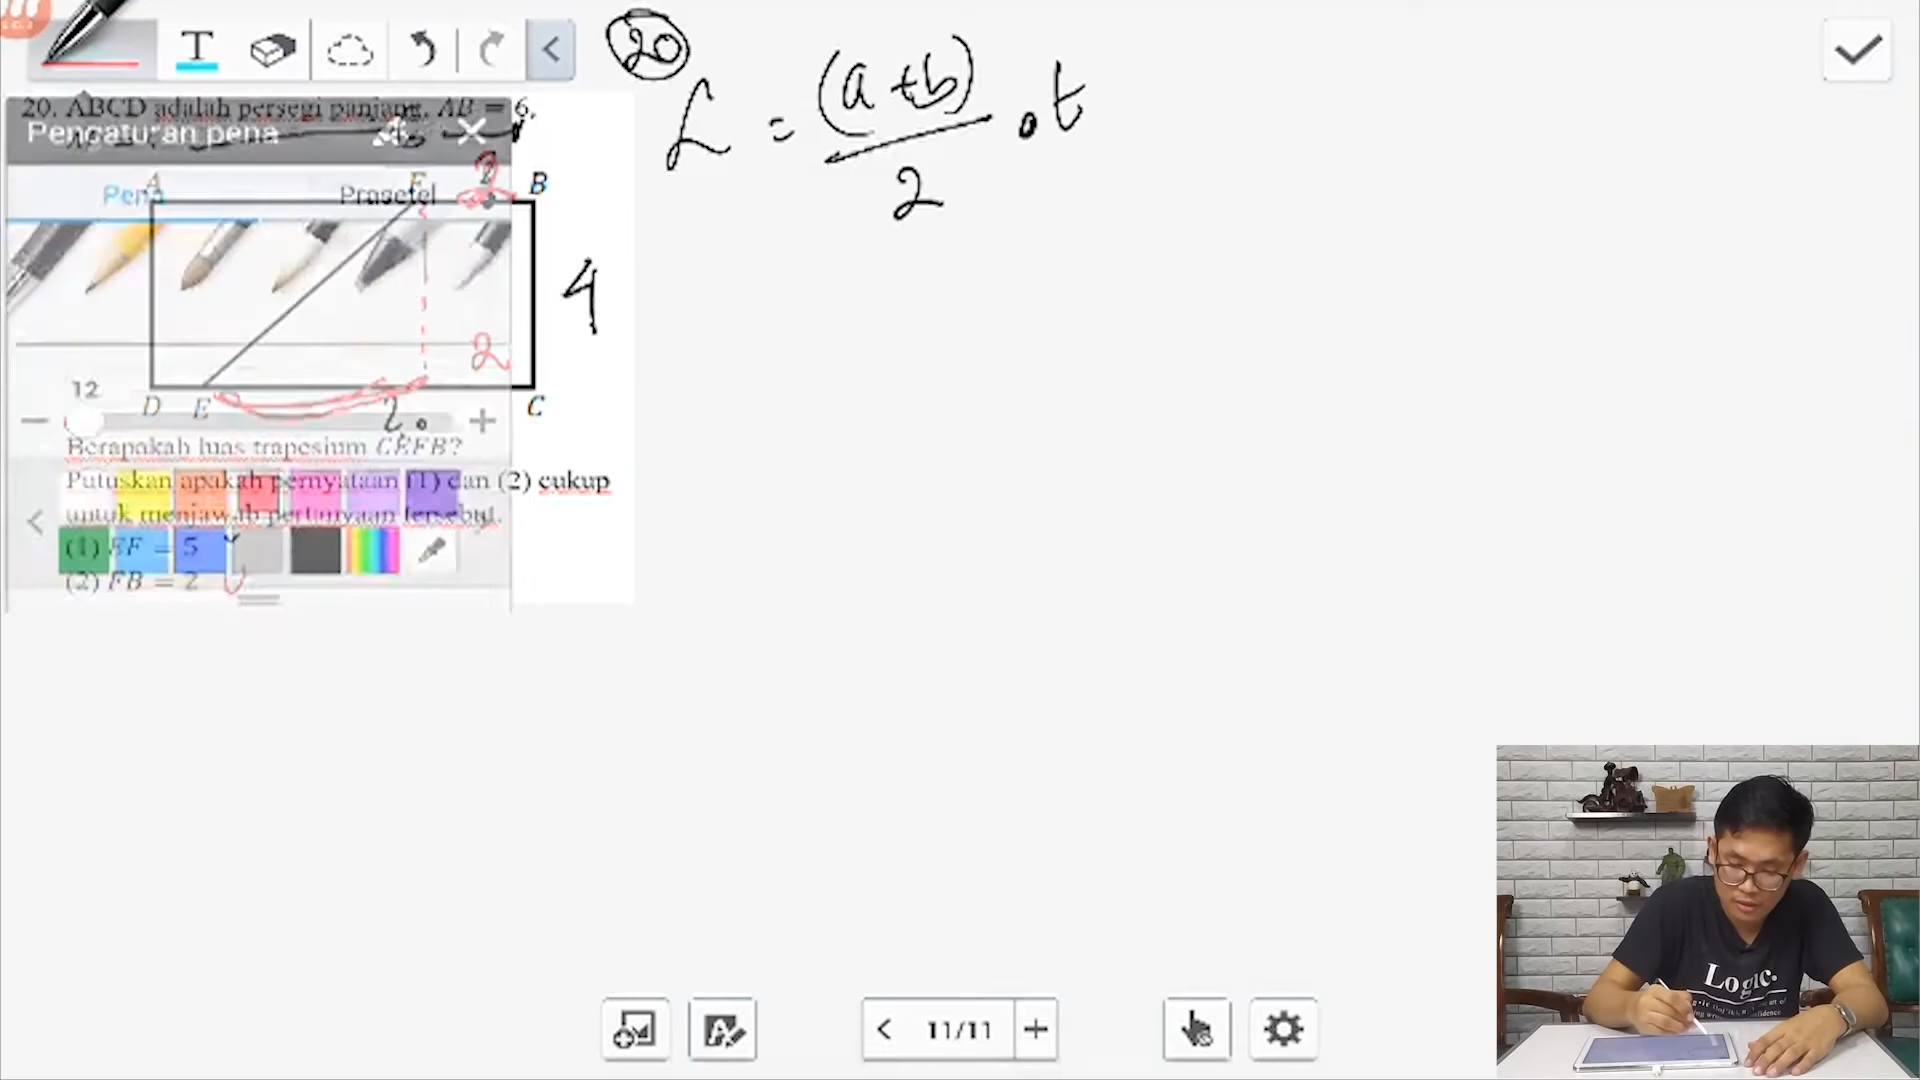 T
20
20. ABCD adalah persegi panjang, AB = 6,
Pengaturan pena
L = (a+b)/2 . t
Pena
A F 2 B
4
2
12
D E C
Berapakah luas trapesium CEFB?
Putuskan apakah pernyataan (1) dan (2) cukup
untuk menjawab pertanyaan tersebut.
(1) EF = 5
(2) FB = 2
Logic.
11/11